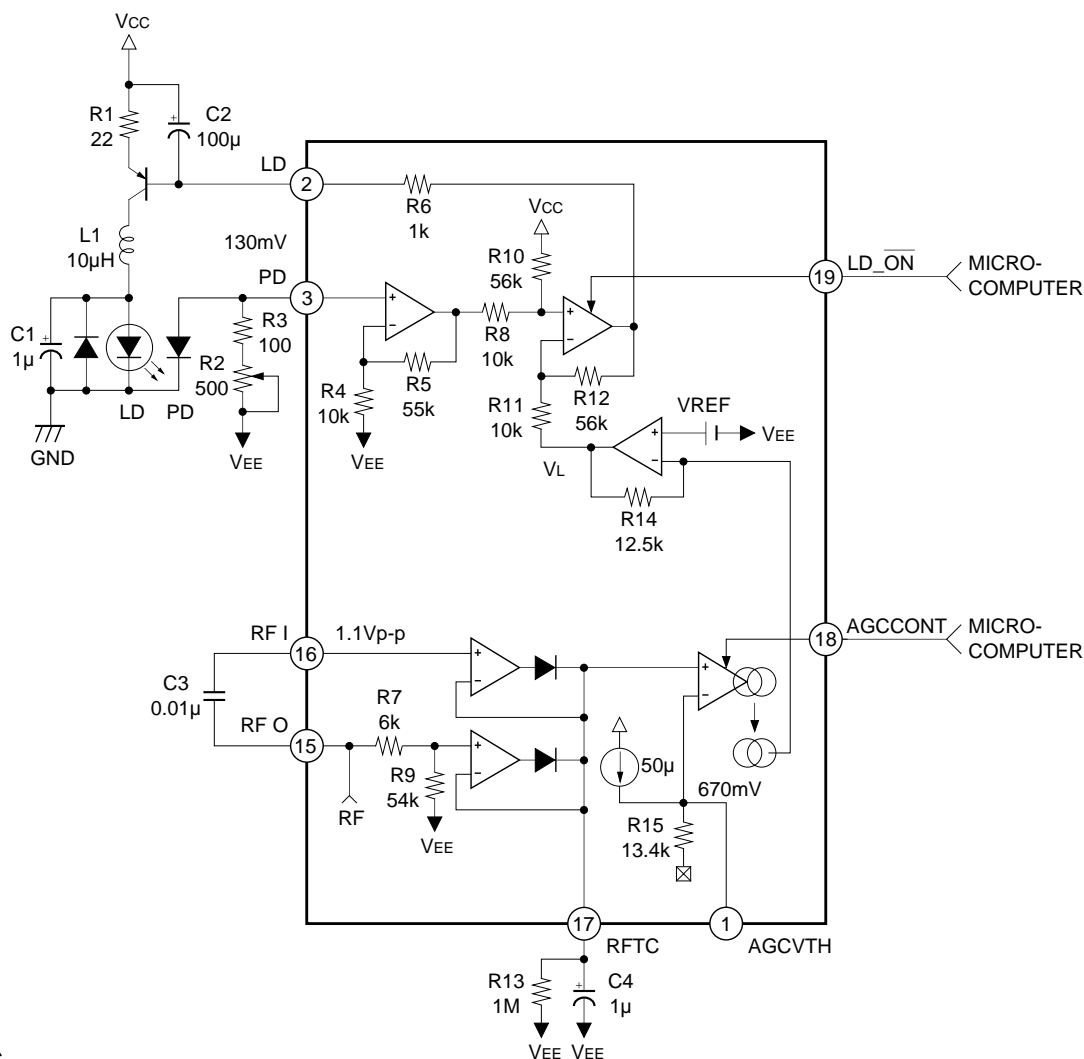 VCC
R1
22
C2
100µ
LD
2
R6
1k
VCC
L1
10µH
130mV
PD
3
R10
56k
19
LD_ON
MICRO-
COMPUTER
C1
1µ
R3
100
R2
500
R8
10k
R5
55k
R4
10k
R12
56k
R11
10k
VREF
VEE
LD
PD
GND
VEE
VEE
VL
R14
12.5k
RF I
16
1.1Vp-p
18
AGCCONT
MICRO-
COMPUTER
C3
0.01µ
RF O
15
R7
6k
R9
54k
50µ
670mV
RF
VEE
R15
13.4k
17
RFTC
1
AGCVTH
R13
1M
C4
1µ
VEE
VEE